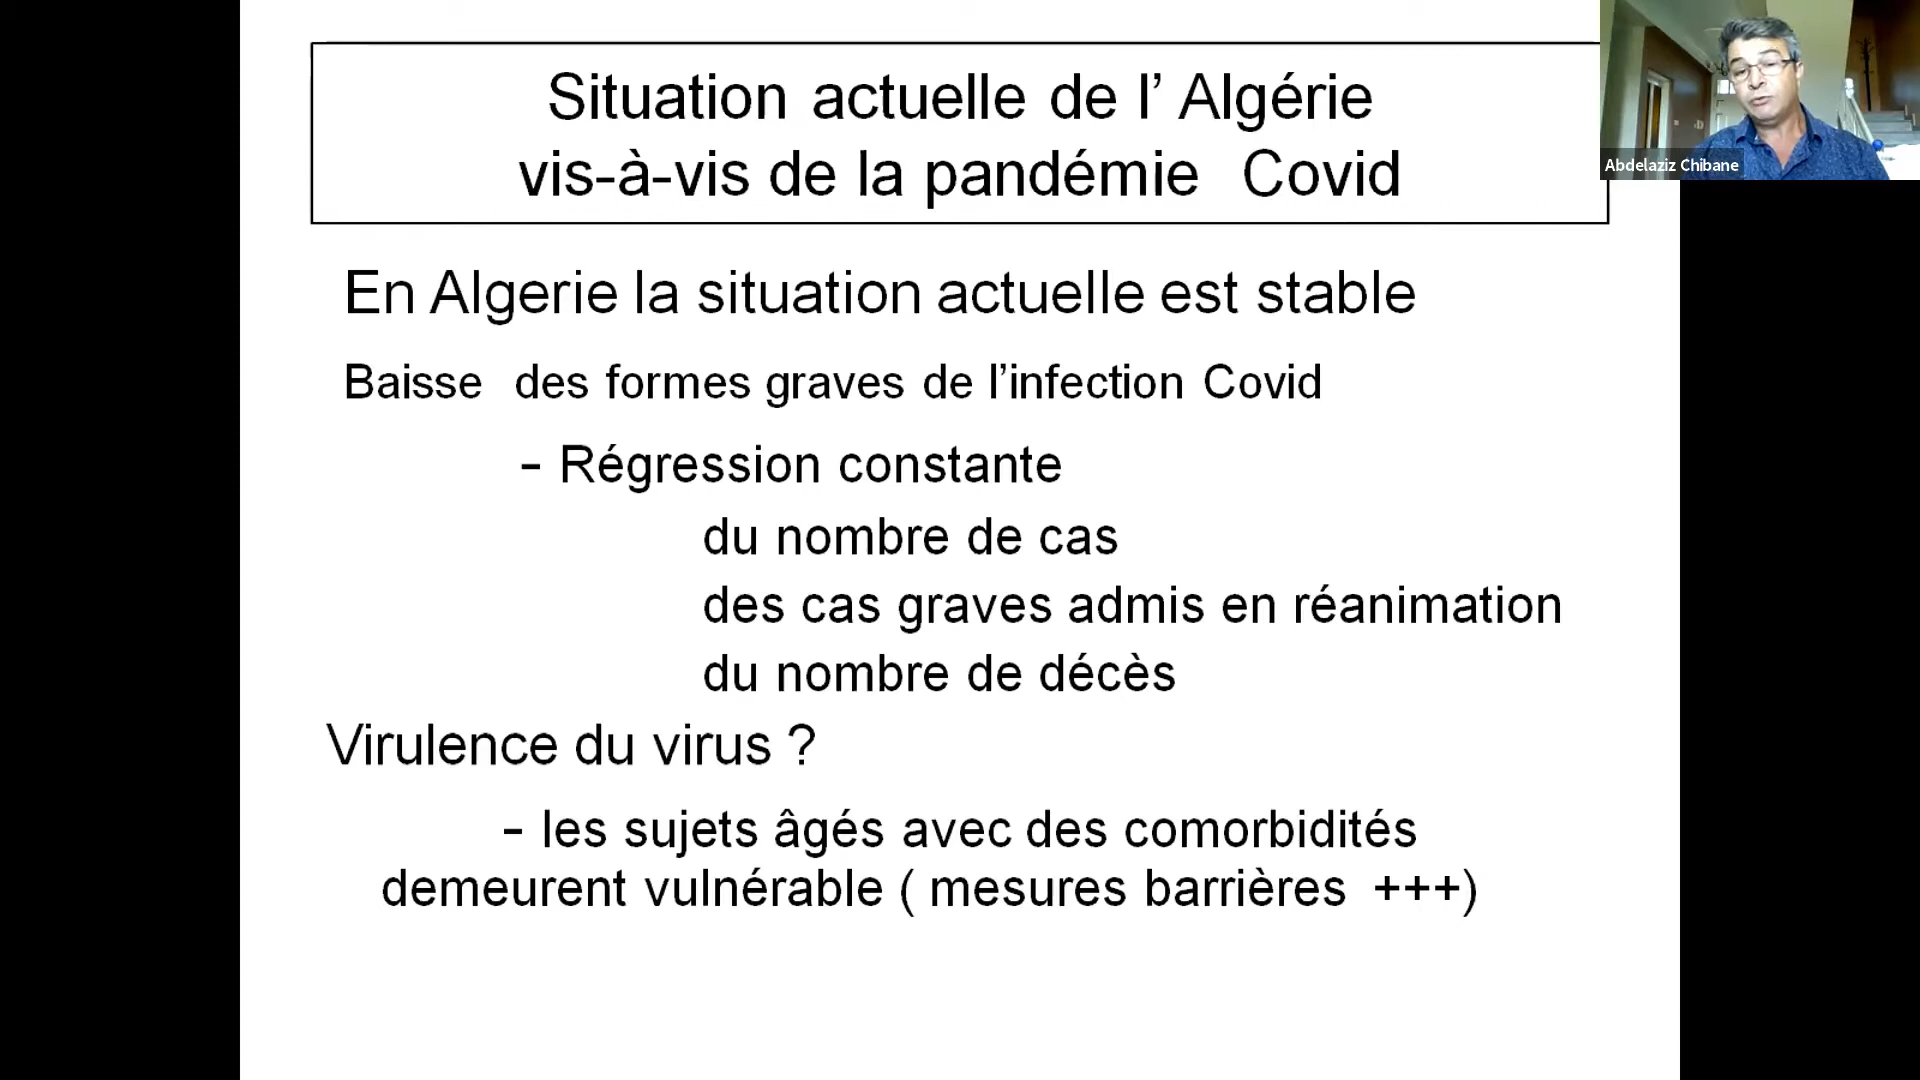 Situation actuelle de l’ Algérie
vis-à-vis de la pandémie Covid
Abdelaziz Chibane
En Algerie la situation actuelle est stable
Baisse des formes graves de l’infection Covid
- Régression constante
du nombre de cas
des cas graves admis en réanimation
du nombre de décès
Virulence du virus ?
- les sujets âgés avec des comorbidités
demeurent vulnérable ( mesures barrières +++)